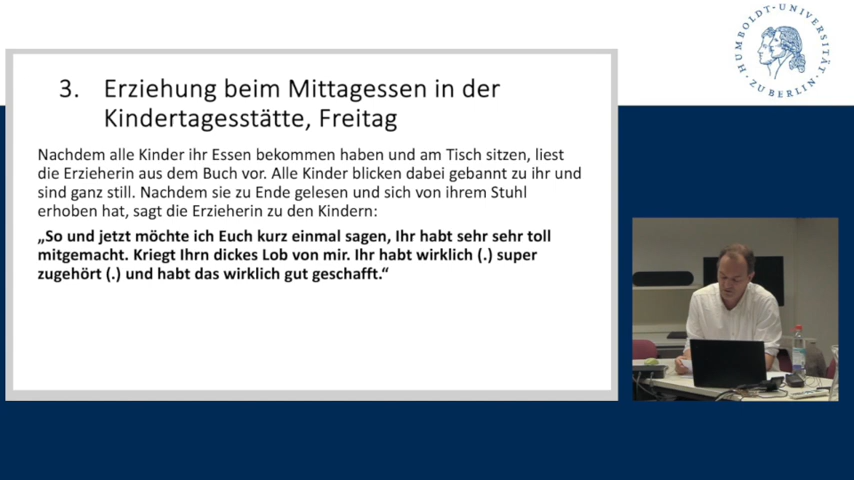 HUMBOLDT-UNIVERSITÄT
ZU BERLIN
3. Erziehung beim Mittagessen in der
Kindertagesstätte, Freitag
Nachdem alle Kinder ihr Essen bekommen haben und am Tisch sitzen, liest
die Erzieherin aus dem Buch vor. Alle Kinder blicken dabei gebannt zu ihr und
sind ganz still. Nachdem sie zu Ende gelesen und sich von ihrem Stuhl
erhoben hat, sagt die Erzieherin zu den Kindern:
„So und jetzt möchte ich Euch kurz einmal sagen, Ihr habt sehr sehr toll
mitgemacht. Kriegt Ihrn dickes Lob von mir. Ihr habt wirklich (.) super
zugehört (.) und habt das wirklich gut geschafft.“